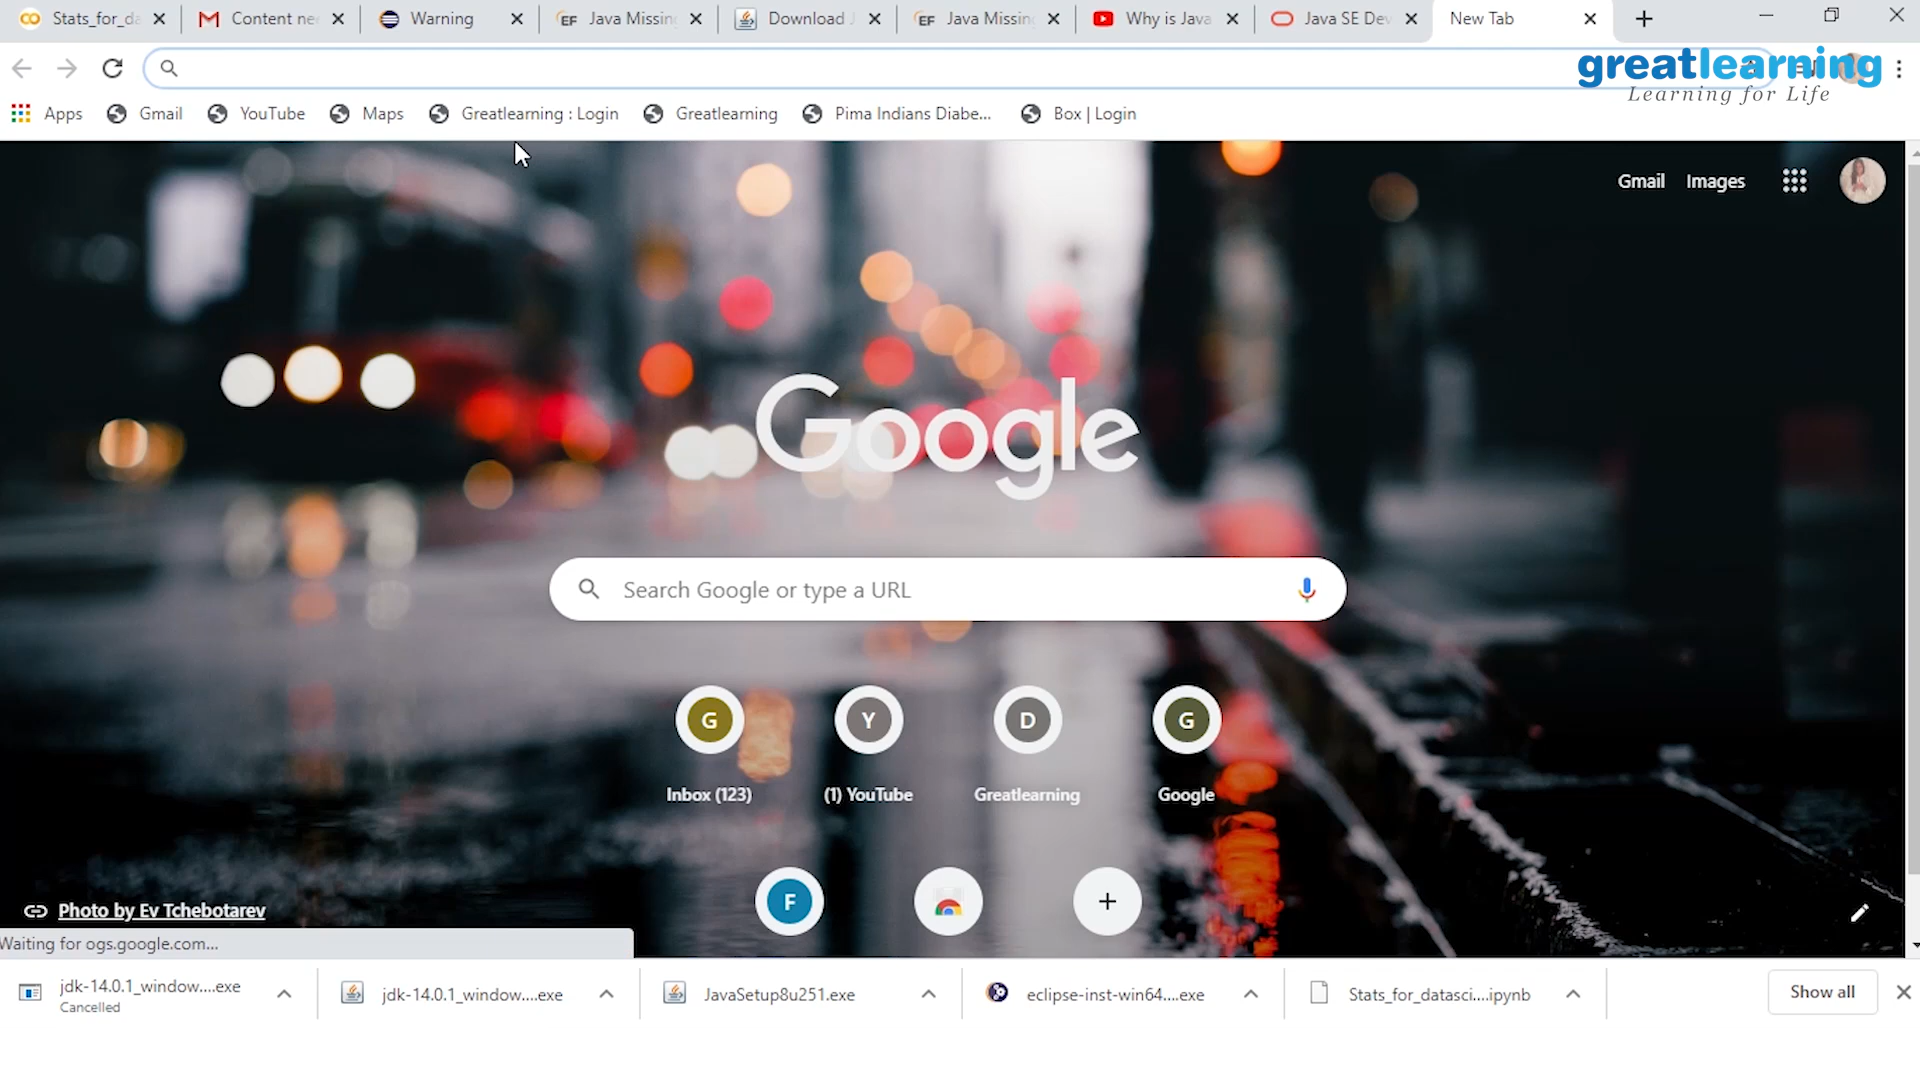 Stats_for_da
Content nee
Warning
EF Java Missin
Download J
EF Java Missin
Why is Java
Java SE Dev
New Tab
greatlearning
Learning for Life
Apps
Gmail
YouTube
Maps
Greatlearning : Login
Greatlearning
Pima Indians Diabe...
Box | Login
Gmail
Images
Google
Search Google or type a URL
G
Y
D
G
Inbox (123)
(1) YouTube
Greatlearning
Google
F
Photo by Ev Tchebotarev
Waiting for ogs.google.com...
jdk-14.0.1_window....exe
Cancelled
jdk-14.0.1_window....exe
JavaSetup8u251.exe
eclipse-inst-win64....exe
Stats_for_datasci....ipynb
Show all